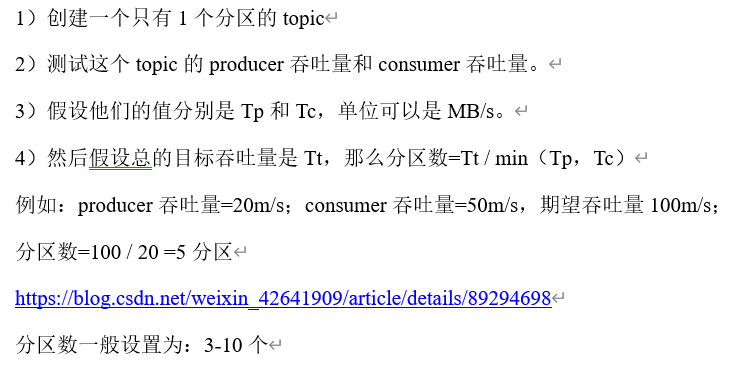 1）创建一个只有 1 个分区的 topic↵
2）测试这个 topic 的 producer 吞吐量和 consumer 吞吐量。↵
3）假设他们的值分别是 Tp 和 Tc，单位可以是 MB/s。↵
4）然后假设总的目标吞吐量是 Tt，那么分区数=Tt / min（Tp，Tc）↵
例如：producer 吞吐量=20m/s；consumer 吞吐量=50m/s，期望吞吐量 100m/s；
分区数=100 / 20 =5 分区↵
https://blog.csdn.net/weixin_42641909/article/details/89294698↵
分区数一般设置为：3-10 个↵